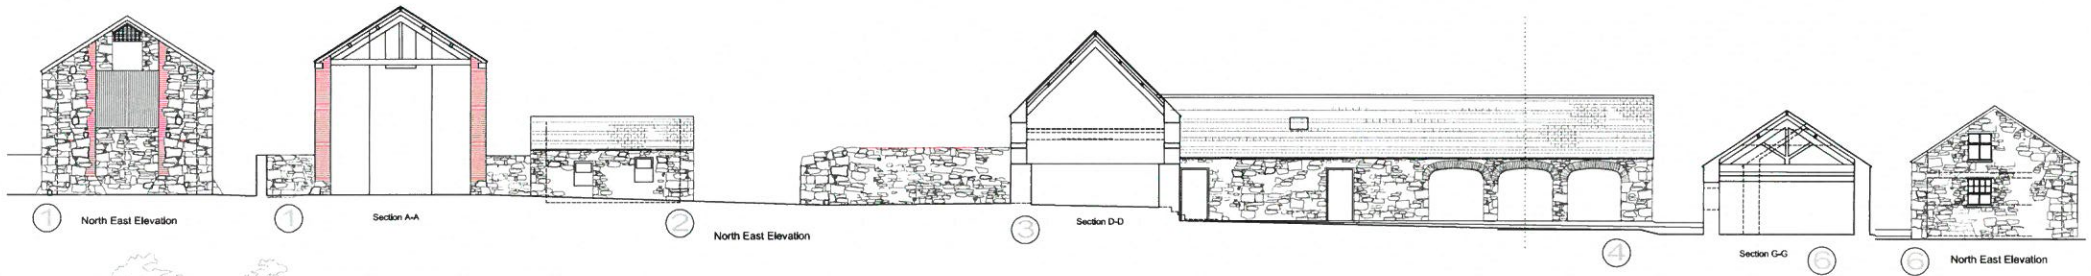 1
North East Elevation
1
Section A-A
2
North East Elevation
3
Section D-D
4
Section G-G
6
6
North East Elevation